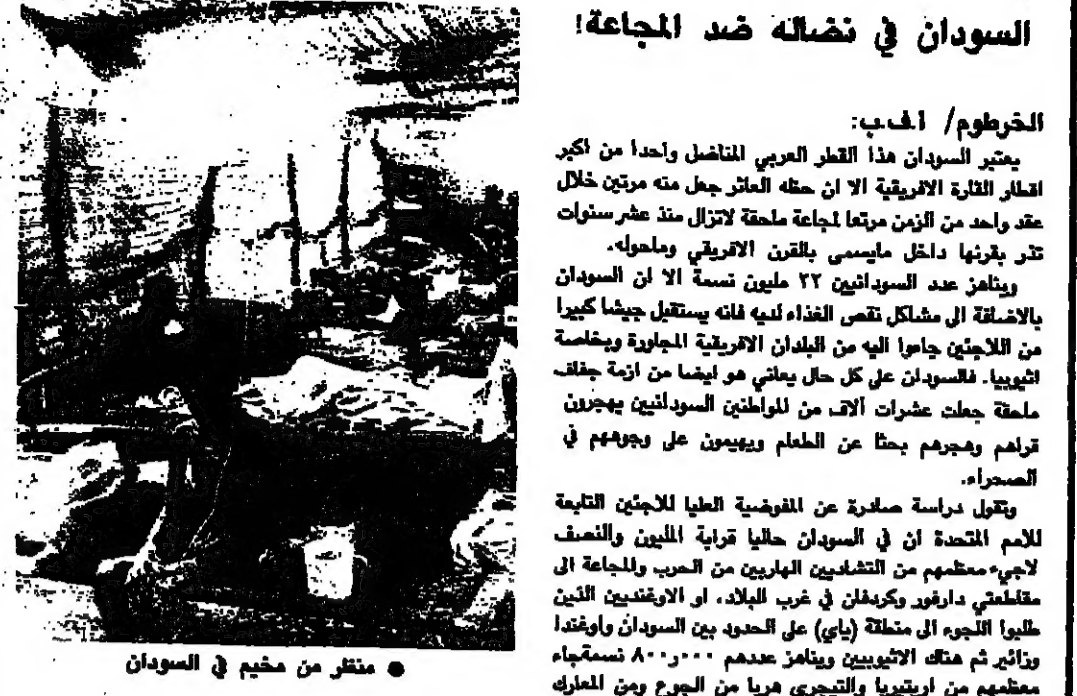 السودان في نضاله ضد المجاعة!
الخرطوم/ أ.ف.ب:
يعتبر السودان هذا القطر العربي المناضل واحدا من اكبر
اقطار القارة الافريقية الا ان حظه العاثر جعل منه مرتين خلال
عقد واحد من الزمن مرتعا لمجاعة ماحقة لاتزال منذ عشر سنوات
تذر بقرنها داخل مايسمى بالقرن الافريقي وماحوله.
ويناهز عدد السودانيين ٢٢ مليون نسمة الا ان السودان
بالاضافة الى مشاكل نقص الغذاء لديه فانه يستقبل جيشا كبيرا
من اللاجئين جاءوا اليه من البلدان الافريقية المجاورة وبخاصة
اثيوبيا. فالسودان على كل حال يعاني هو ايضا من ازمة جفاف
ماحقة جعلت عشرات آلاف من المواطنين السودانيين يهجرون
قراهم وهجرهم بحثا عن الطعام ويهيمون على وجوههم في
الصحراء.
وتقول دراسة صادرة عن المفوضية العليا للاجئين التابعة
للامم المتحدة ان في السودان حاليا قرابة المليون والنصف
لاجيء معظمهم من التشاديين الهاربين من الحرب والمجاعة الى
مقاطعتي دارفور وكردفان في غرب البلاد، او الاوغنديين الذين
طلبوا اللجوء الى منطقة (ياي) على الحدود بين السودان واوغندا
وزائير ثم هناك الاثيوبيين ويناهز عددهم ٨٠٠ر٠٠٠ نسمةجاء
معظمهم من اريتيريا والتيجري هربا من الجوع ومن المعارك
● منظر من مخيم في السودان